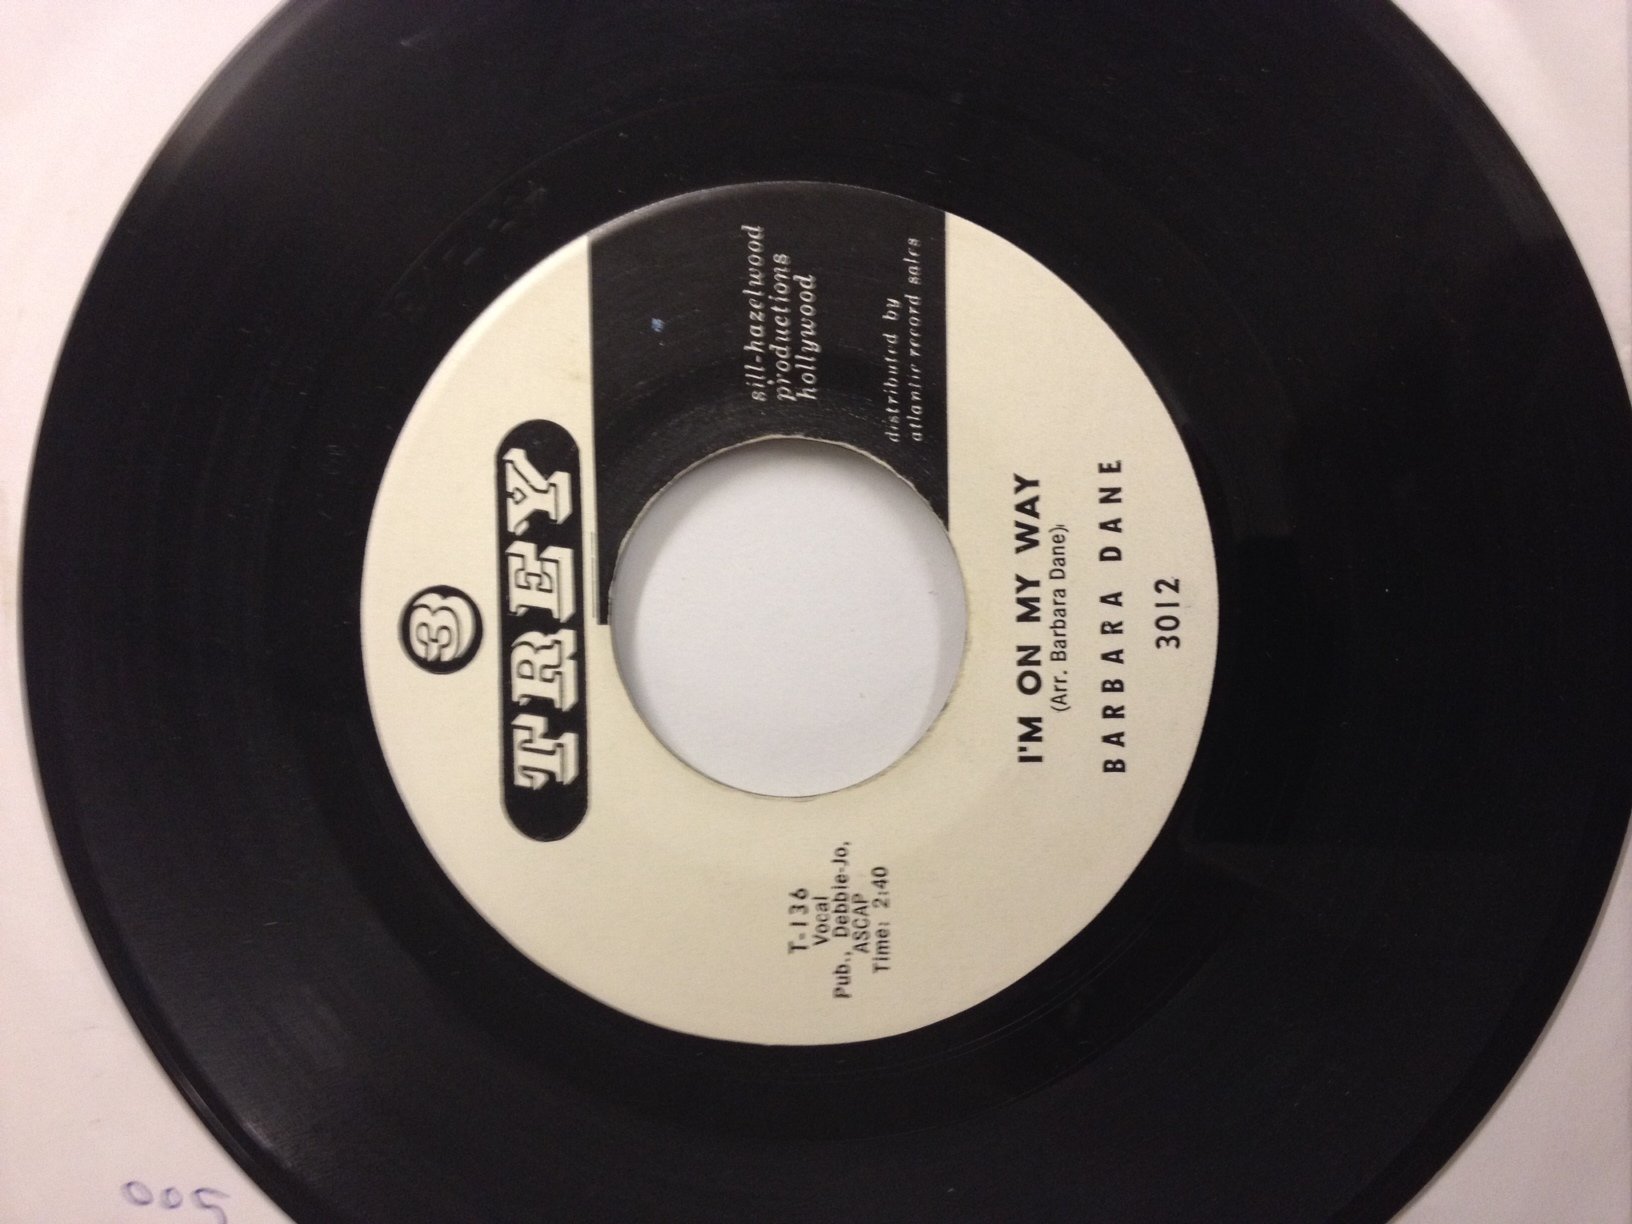 3
TREY
sill-hazelwood
productions
hollywood
distributed by
atlantic record sales
T-136
Vocal
Pub., Debbie-Jo,
ASCAP
Time: 2:40
I'M ON MY WAY
(Arr. Barbara Dane)
BARBARA DANE
3012